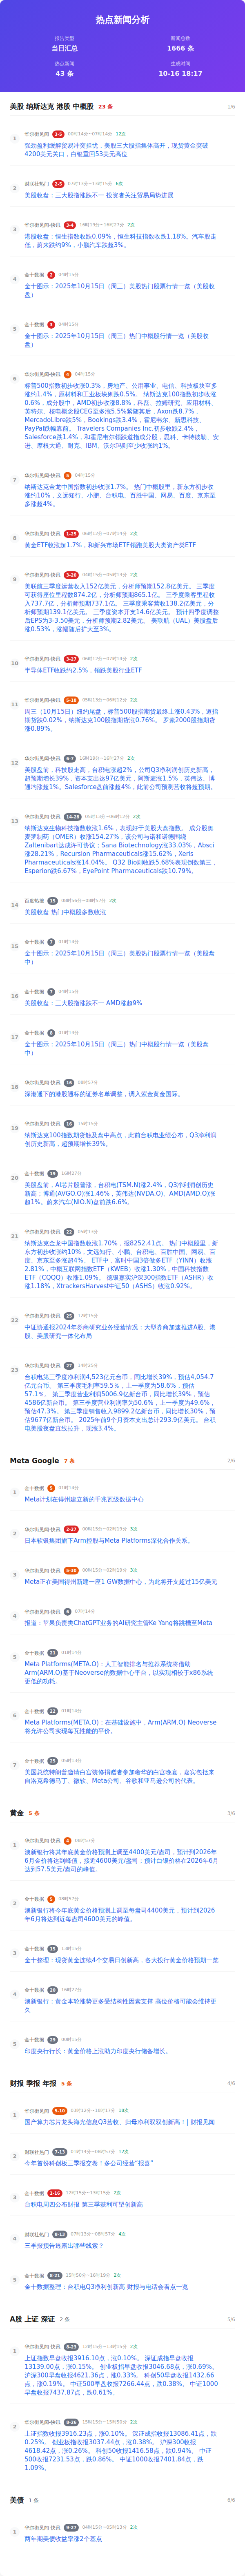 热点新闻分析
报告类型
当日汇总
新闻总数
1666 条
热点新闻
43 条
生成时间
10-16 18:17
美股 纳斯达克 港股 中概股 23 条
1/6
1
华尔街见闻 3-5 00时14分~07时14分 12次
强劲盈利缓解贸易冲突担忧，美股三大股指集体高开，现货黄金突破
4200美元关口，白银重回53美元高位
2
财联社热门 2-5 07时13分~13时15分 6次
美股收盘：三大股指涨跌不一 投资者关注贸易局势进展
3
华尔街见闻-快讯 3-4 16时19分~16时27分 2次
港股收盘：恒生指数收跌0.09%，恒生科技指数收跌1.18%。汽车股走
低，蔚来跌约9%，小鹏汽车跌超3%。
4
金十数据 2 04时15分
金十图示：2025年10月15日（周三）美股热门股票行情一览（美股收
盘）
5
金十数据 3 04时15分
金十图示：2025年10月15日（周三）热门中概股行情一览（美股收
盘）
6
华尔街见闻-快讯 4 04时15分
标普500指数初步收涨0.3%，房地产、公用事业、电信、科技板块至多
涨约1.4%，原材料和工业板块则跌0.5%。 纳斯达克100指数初步收涨
0.6%，成分股中，AMD初步收涨8.8%，科磊、拉姆研究、应用材料、
英特尔、核电概念股CEG至多涨5.5%紧随其后，Axon跌8.7%，
MercadoLibre跌5%，Bookings跌3.4%，霍尼韦尔、新思科技、
PayPal跌幅靠前。 Travelers Companies Inc.初步收跌2.4%，
Salesforce跌1.4%，和霍尼韦尔领跌道指成分股，思科、卡特彼勒、安
进、摩根大通、耐克、IBM、沃尔玛则至少收涨约1%。
7
华尔街见闻-快讯 5 04时15分
纳斯达克金龙中国指数初步收涨1.7%。 热门中概股里，新东方初步收
涨约10%，文远知行、小鹏、台积电、百胜中国、网易、百度、京东至
多涨超4%。
8
华尔街见闻-快讯 1-25 06时12分~07时14分 2次
黄金ETF收涨超1.7%，和新兴市场ETF领跑美股大类资产类ETF
9
华尔街见闻-快讯 3-20 04时15分~05时13分 2次
美联航三季度运营收入152亿美元，分析师预期152.8亿美元。 三季度
可获得座位里程数874.2亿，分析师预期865.1亿。 三季度乘客里程收
入737.7亿，分析师预期737.1亿。 三季度乘客营收138.2亿美元，分
析师预期139.1亿美元。 三季度资本开支14.6亿美元。 预计四季度调整
后EPS为3-3.50美元，分析师预期2.82美元。 美联航（UAL）美股盘后
涨0.53%，涨幅随后扩大至3%。
10
华尔街见闻-快讯 3-27 06时12分~07时14分 2次
半导体ETF收跌约2.5%，领跌美股行业ETF
11
华尔街见闻-快讯 5-18 05时13分~06时12分 2次
周三（10月15日）纽约尾盘，标普500股指期货最终上涨0.43%，道指
期货跌0.02%，纳斯达克100股指期货涨0.76%。 罗素2000股指期货
涨0.89%。
12
华尔街见闻-快讯 6-7 16时19分~16时27分 2次
美股盘前，科技股走高，台积电涨超2%，公司Q3净利润创历史新高，
超预期增长39%，资本支出达97亿美元，阿斯麦涨1.5%，英伟达、博
通均涨超1%。Salesforce盘前涨超4%，此前公司预测营收将超预期。
13
华尔街见闻-快讯 14-28 05时13分~06时12分 2次
纳斯达克生物科技指数收涨1.6%，表现好于美股大盘指数。 成分股奥
麦罗制药（OMER）收涨154.27%，该公司与诺和诺德围绕
Zaltenibart达成许可协议；Sana Biotechnology涨33.03%，Absci
涨28.21%，Recursion Pharmaceuticals涨15.62%，Xeris
Pharmaceuticals涨14.04%。 Q32 Bio则收跌5.68%表现倒数第三，
Esperion跌6.67%，EyePoint Pharmaceuticals跌10.79%。
14
百度热搜 15 08时56分~08时57分 2次
美股收盘 热门中概股多数收涨
15
金十数据 7 01时14分
金十图示：2025年10月15日（周三）美股热门股票行情一览（美股盘
中）
16
金十数据 7 04时15分
美股收盘：三大股指涨跌不一 AMD涨超9%
17
金十数据 8 01时14分
金十图示：2025年10月15日（周三）热门中概股行情一览（美股盘
中）
18
华尔街见闻-快讯 16 08时57分
深港通下的港股通标的证券名单调整，调入紫金黄金国际。
19
华尔街见闻-快讯 16 15时15分
纳斯达克100指数期货触及盘中高点，此前台积电业绩公布，Q3净利润
创历史新高，超预期增长39%。
20
金十数据 19 16时27分
美股盘前，AI芯片股普涨，台积电(TSM.N)涨2.4%，Q3净利润创历史
新高；博通(AVGO.O)涨1.46%，英伟达(NVDA.O)、AMD(AMD.O)涨
超1%。蔚来汽车(NIO.N)盘前跌6.6%。
21
华尔街见闻-快讯 22 05时13分
纳斯达克金龙中国指数收涨1.70%，报8252.41点。 热门中概股里，新
东方初步收涨约10%，文远知行、小鹏、台积电、百胜中国、网易、百
度、京东至多涨超4%。 ETF中，富时中国3倍做多ETF（YINN）收涨
2.81%，中概互联网指数ETF（KWEB）收涨1.30%，中国科技指数
ETF（CQQQ）收涨1.09%。 德银嘉实沪深300指数ETF（ASHR）收涨
1.18%，XtrackersHarvest中证50（ASHS）收涨0.92%。
22
华尔街见闻-快讯 25 13时15分
中证协通报2024年券商研究业务经营情况：大型券商加速推进A股、港
股、美股研究一体化布局
23
华尔街见闻-快讯 27 14时25分
台积电第三季度净利润4,523亿元台币，同比增长39%，预估4,054.7
亿元台币。 第三季度毛利率59.5%，上一季度为58.6%，预估
57.1%。 第三季度营业利润5006.9亿元台币，同比增长39%，预估
4586亿元台币。 第三季度营业利润率为50.6%，上一季度为49.6%，
预估47.3%。 第三季度销售收入9899.2亿新台币，同比增长30%，预
估9677亿新台币。 2025年前9个月资本支出总计293.9亿美元。 台积
电美股夜盘直线拉升，现涨3.4%。
Meta Google 7 条
2/6
1
金十数据 5 01时14分
Meta计划在得州建立新的千兆瓦级数据中心
2
华尔街见闻-快讯 2-27 00时15分~02时19分 3次
日本软银集团旗下Arm控股与Meta Platforms深化合作关系。
3
华尔街见闻-快讯 5-30 00时15分~02时19分 3次
Meta正在美国得州新建一座1 GW数据中心，为此将开支超过15亿美元
4
华尔街见闻-快讯 6 07时14分
报道：苹果负责类ChatGPT业务的AI研究主管Ke Yang将跳槽至Meta
5
金十数据 21 01时14分
Meta Platforms(META.O)：人工智能排名与推荐系统将借助
Arm(ARM.O)基于Neoverse的数据中心平台，以实现相较于x86系统
更低的功耗。
6
金十数据 22 01时14分
Meta Platforms(META.O)：在基础设施中，Arm(ARM.O) Neoverse
将允许公司实现每瓦性能的平价。
7
金十数据 25 05时13分
美国总统特朗普邀请白宫装修捐赠者参加奢华的白宫晚宴，嘉宾包括来
自洛克希德马丁、微软、Meta公司、谷歌和亚马逊公司的代表。
黄金 5 条
3/6
1
华尔街见闻-快讯 4 08时57分
澳新银行将其年底黄金价格预测上调至4400美元/盎司，预计到2026年
6月金价将达到峰值，接近4600美元/盎司；预计白银价格在2026年6月
达到57.5美元/盎司的峰值。
2
金十数据 5 08时57分
澳新银行将今年底黄金价格预测上调至每盎司4400美元，预计到2026
年6月将达到近每盎司4600美元的峰值。
3
金十数据 15 13时15分
金十整理：现货黄金连续4个交易日创新高，各大投行黄金价格预期一览
4
金十数据 20 16时27分
澳新银行：黄金本轮涨势更多受结构性因素支撑 高位价格可能会维持更
久
5
金十数据 29 00时15分
印度央行行长：黄金价格上涨助力印度央行储备增长。
财报 季报 年报 5 条
4/6
1
华尔街见闻 5-10 03时12分~18时17分 18次
国产算力芯片龙头海光信息Q3营收、归母净利双双创新高！| 财报见闻
2
财联社热门 7-13 01时14分~08时57分 12次
今年首份科创板三季报交卷！多公司经营“报喜”
3
金十数据 1-16 12时15分~13时15分 2次
台积电周四公布财报 第三季获利可望创新高
4
财联社热门 8-13 07时13分~08时57分 4次
三季报预告透露出哪些线索？
5
金十数据 8-21 15时50分~16时19分 2次
金十数据整理：台积电Q3净利创新高 财报与电话会看点一览
A股 上证 深证 2 条
5/6
1
华尔街见闻-快讯 8-23 12时15分~13时15分 2次
上证指数早盘收报3916.10点，涨0.10%。 深证成指早盘收报
13139.00点，涨0.15%。 创业板指早盘收报3046.68点，涨0.69%。
沪深300早盘收报4621.36点，涨0.33%。 科创50早盘收报1432.66
点，涨0.19%。 中证500早盘收报7266.44点，跌0.38%。 中证1000
早盘收报7437.87点，跌0.61%。
2
华尔街见闻-快讯 8-26 15时15分~15时50分 2次
上证指数收报3916.23点，涨0.10%。 深证成指收报13086.41点，跌
0.25%。 创业板指收报3037.44点，涨0.38%。 沪深300收报
4618.42点，涨0.26%。 科创50收报1416.58点，跌0.94%。 中证
500收报7231.53点，跌0.86%。 中证1000收报7401.84点，跌
1.09%。
美债 1 条
6/6
1
华尔街见闻-快讯 6-27 04时15分~05时13分 2次
两年期美债收益率涨2个基点